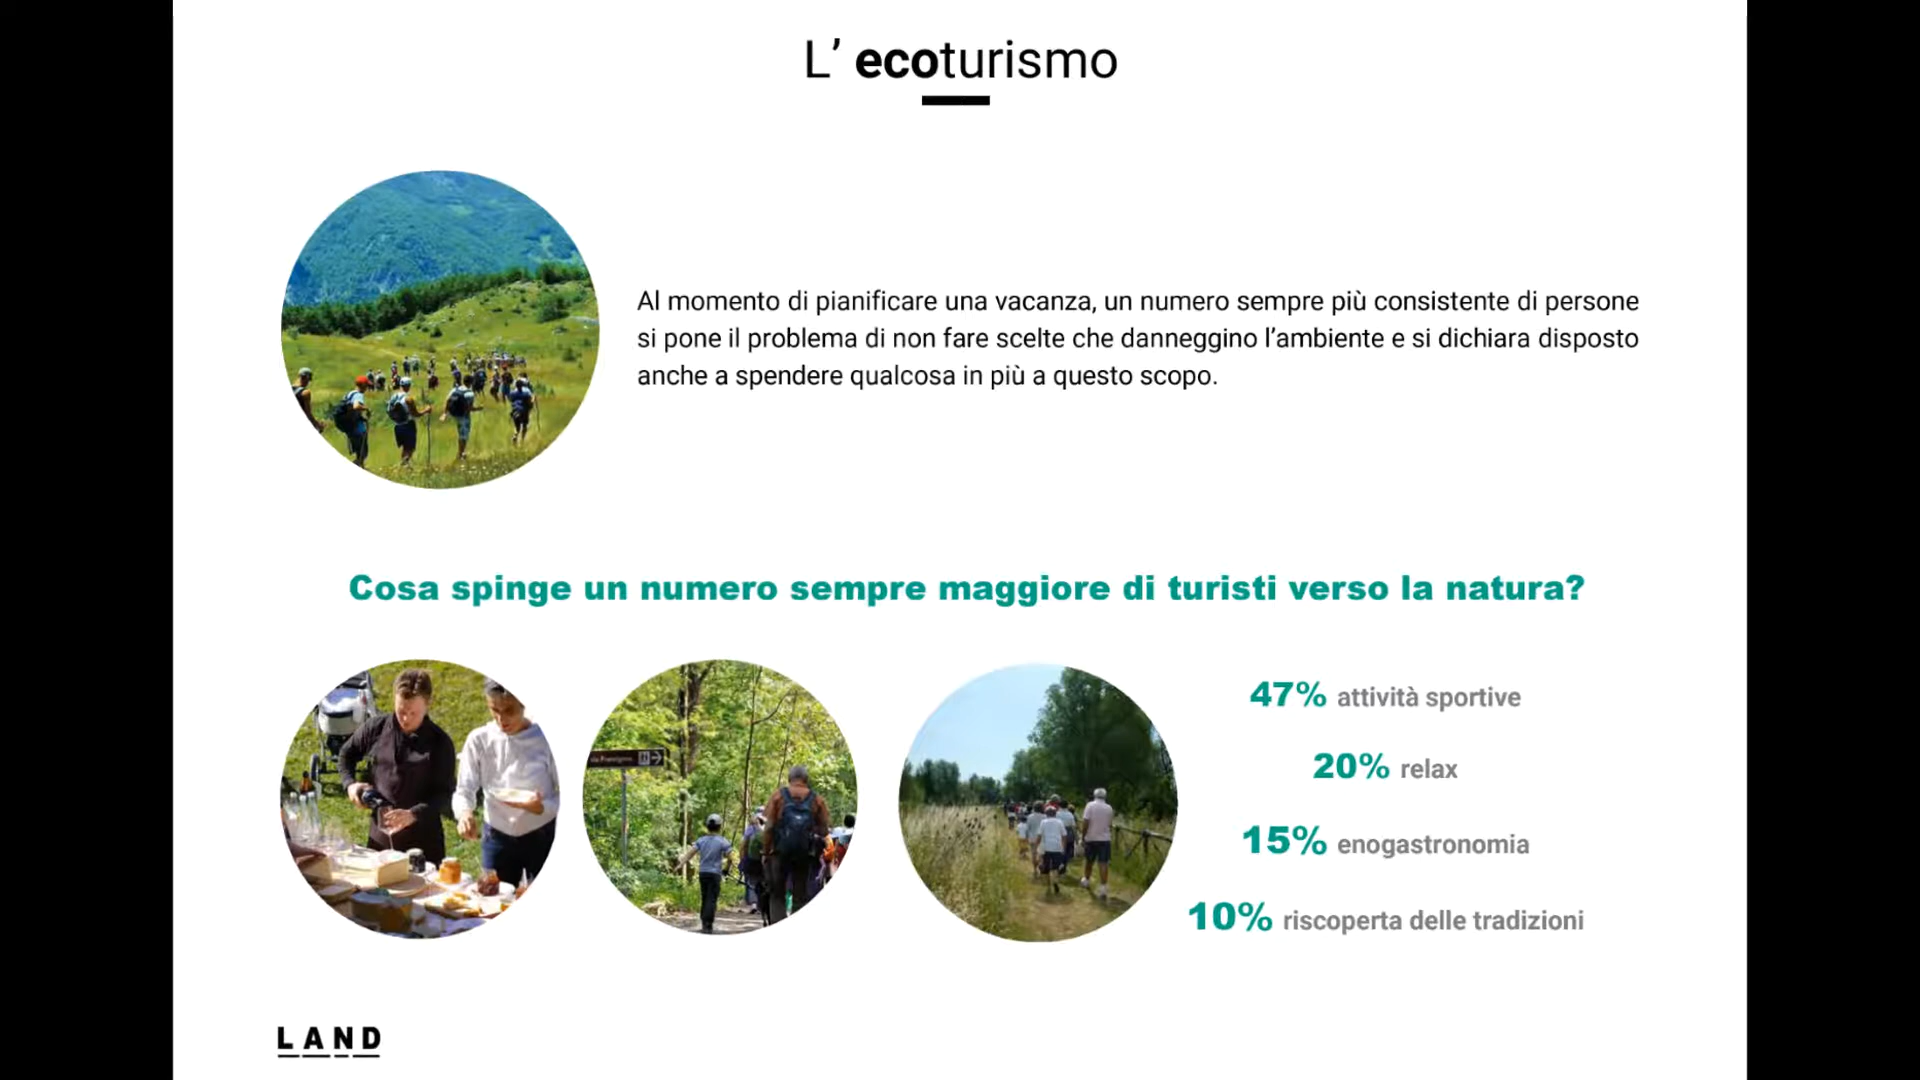 L’ ecoturismo
Al momento di pianificare una vacanza, un numero sempre più consistente di persone
si pone il problema di non fare scelte che danneggino l’ambiente e si dichiara disposto
anche a spendere qualcosa in più a questo scopo.
Cosa spinge un numero sempre maggiore di turisti verso la natura?
47% attività sportive
20% relax
15% enogastronomia
10% riscoperta delle tradizioni
LAND